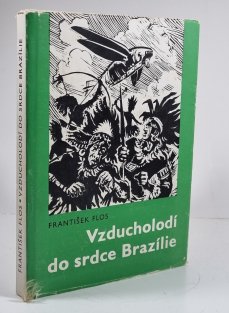 FRANTIŠEK FLOS • VZDUCHOLODÍ DO SRDCE BRAZÍLIE
FRANTIŠEK FLOS
Vzducholodí
do srdce Brazílie